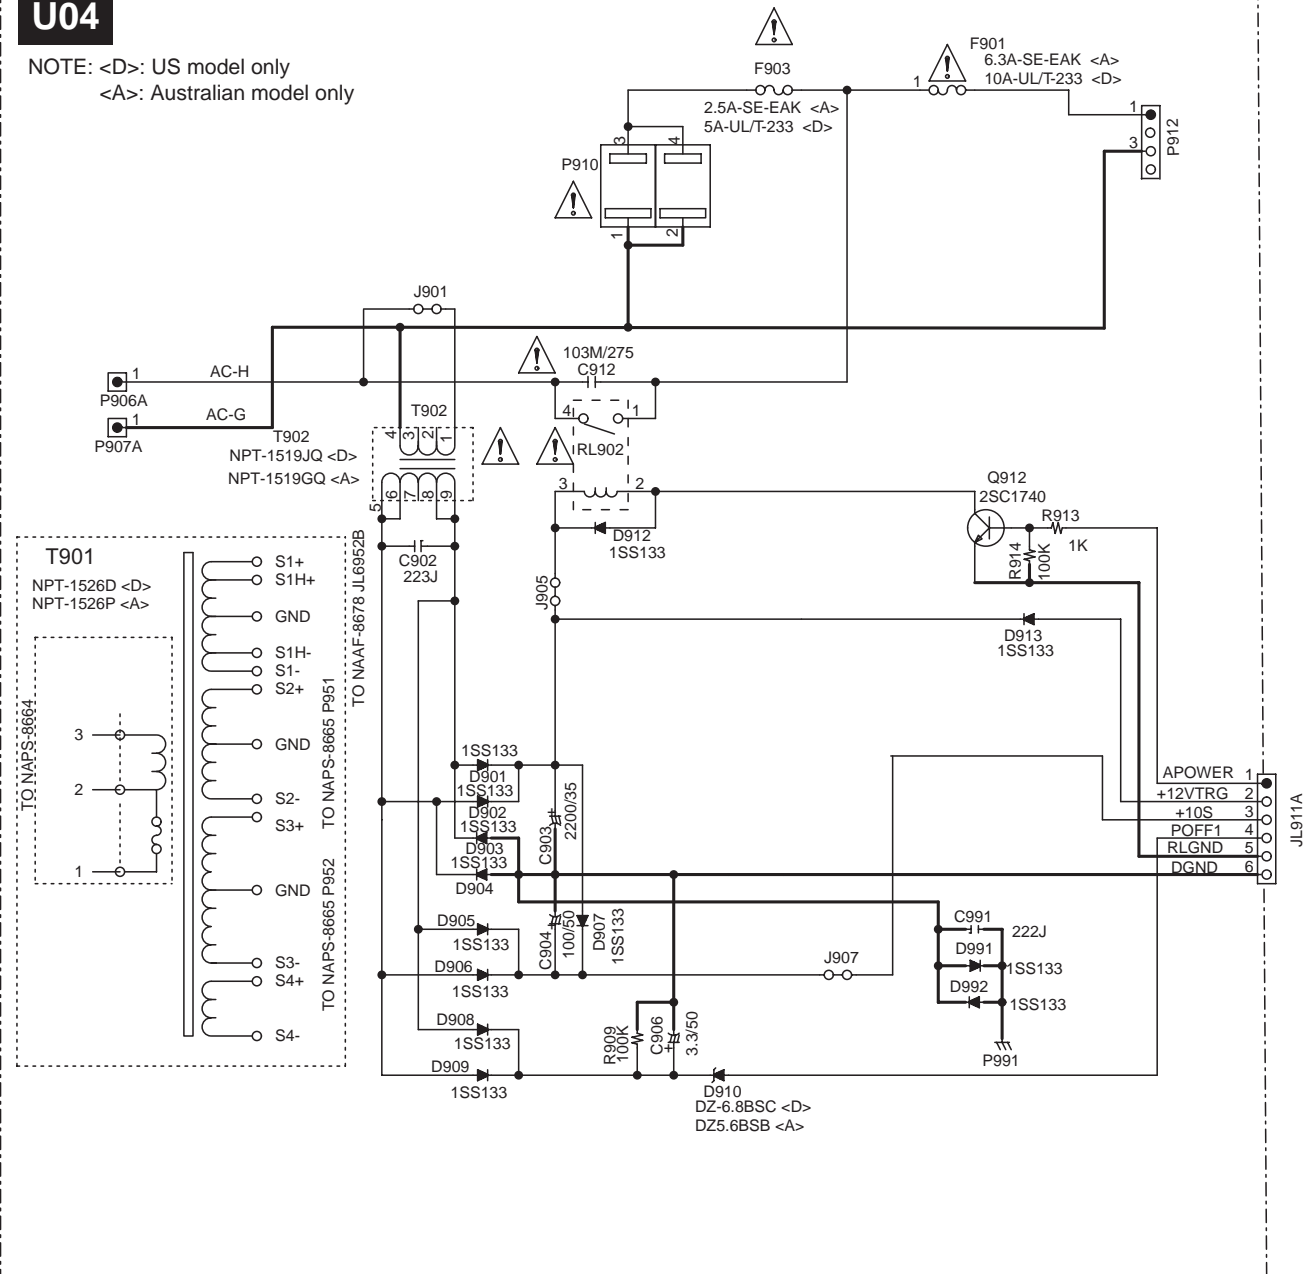 U04
NOTE: <D>: US model only
<A>: Australian model only
F903
2.5A-SE-EAK <A>
5A-UL/T-233 <D>
F901
6.3A-SE-EAK <A>
10A-UL/T-233 <D>
1
1
3
P912
P910
3
4
1
2
J901
AC-H
1
P906A
AC-G
1
P907A
103M/275
C912
T902
T902
NPT-1519JQ <D>
NPT-1519GQ <A>
4
3
2
1
5
6
7
8
9
4
1
RL902
3
2
D912
1SS133
Q912
2SC1740
R913
1K
R914
100K
C902
223J
J905
D913
1SS133
T901
NPT-1526D <D>
NPT-1526P <A>
S1+
S1H+
GND
S1H-
S1-
S2+
GND
S2-
S3+
GND
S3-
S4+
S4-
3
2
1
TO NAPS-8664
TO NAAF-8678 JL6952B
TO NAPS-8665 P951
TO NAPS-8665 P952
1SS133
D901
1SS133
D902
1SS133
D903
1SS133
D904
C903
+
2200/35
C904
+
100/50
D907
1SS133
D905
1SS133
D906
1SS133
D908
1SS133
D909
1SS133
R909
100K
C906
+
3.3/50
D910
DZ-6.8BSC <D>
DZ5.6BSB <A>
J907
C991
222J
D991
1SS133
D992
1SS133
P991
APOWER 1
+12VTRG 2
+10S 3
POFF1 4
RLGND 5
DGND 6
JL911A